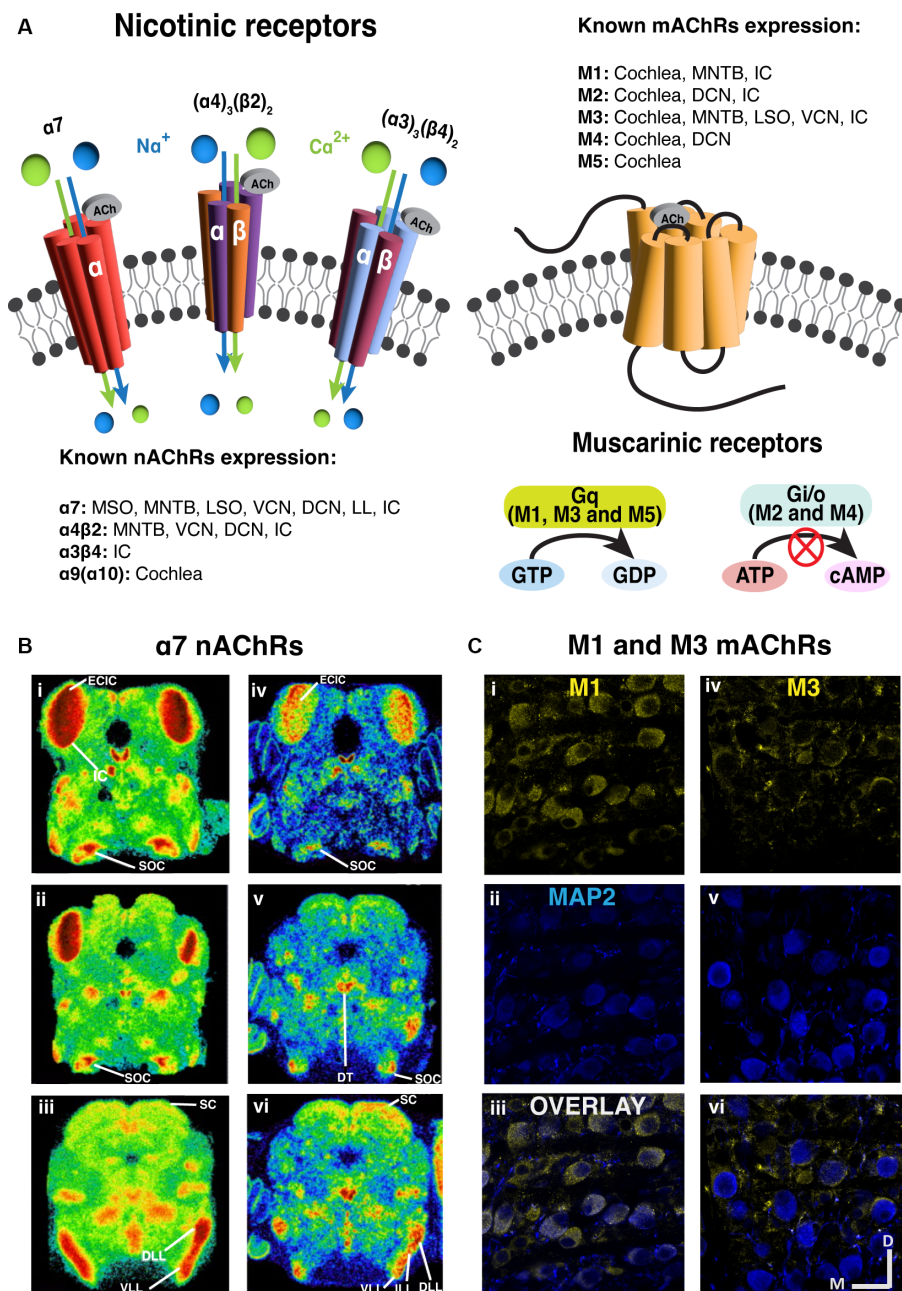 A
Nicotinic receptors
α7
(α4)₃(β2)₂
(α3)₃(β4)₂
Na⁺
Ca²⁺
ACh
ACh
ACh
α
α
β
α
β
Known nAChRs expression:
α7: MSO, MNTB, LSO, VCN, DCN, LL, IC
α4β2: MNTB, VCN, DCN, IC
α3β4: IC
α9(α10): Cochlea
Known mAChRs expression:
M1: Cochlea, MNTB, IC
M2: Cochlea, DCN, IC
M3: Cochlea, MNTB, LSO, VCN, IC
M4: Cochlea, DCN
M5: Cochlea
ACh
Muscarinic receptors
Gq
(M1, M3 and M5)
GTP
GDP
Gi/o
(M2 and M4)
ATP
cAMP
B
α7 nAChRs
i
ECIC
IC
SOC
iv
ECIC
SOC
ii
SOC
v
DT
SOC
iii
SC
DLL
VLL
vi
SC
VLL
ILL
DLL
C
M1 and M3 mAChRs
i
M1
iv
M3
ii
MAP2
v
iii
OVERLAY
vi
D
M